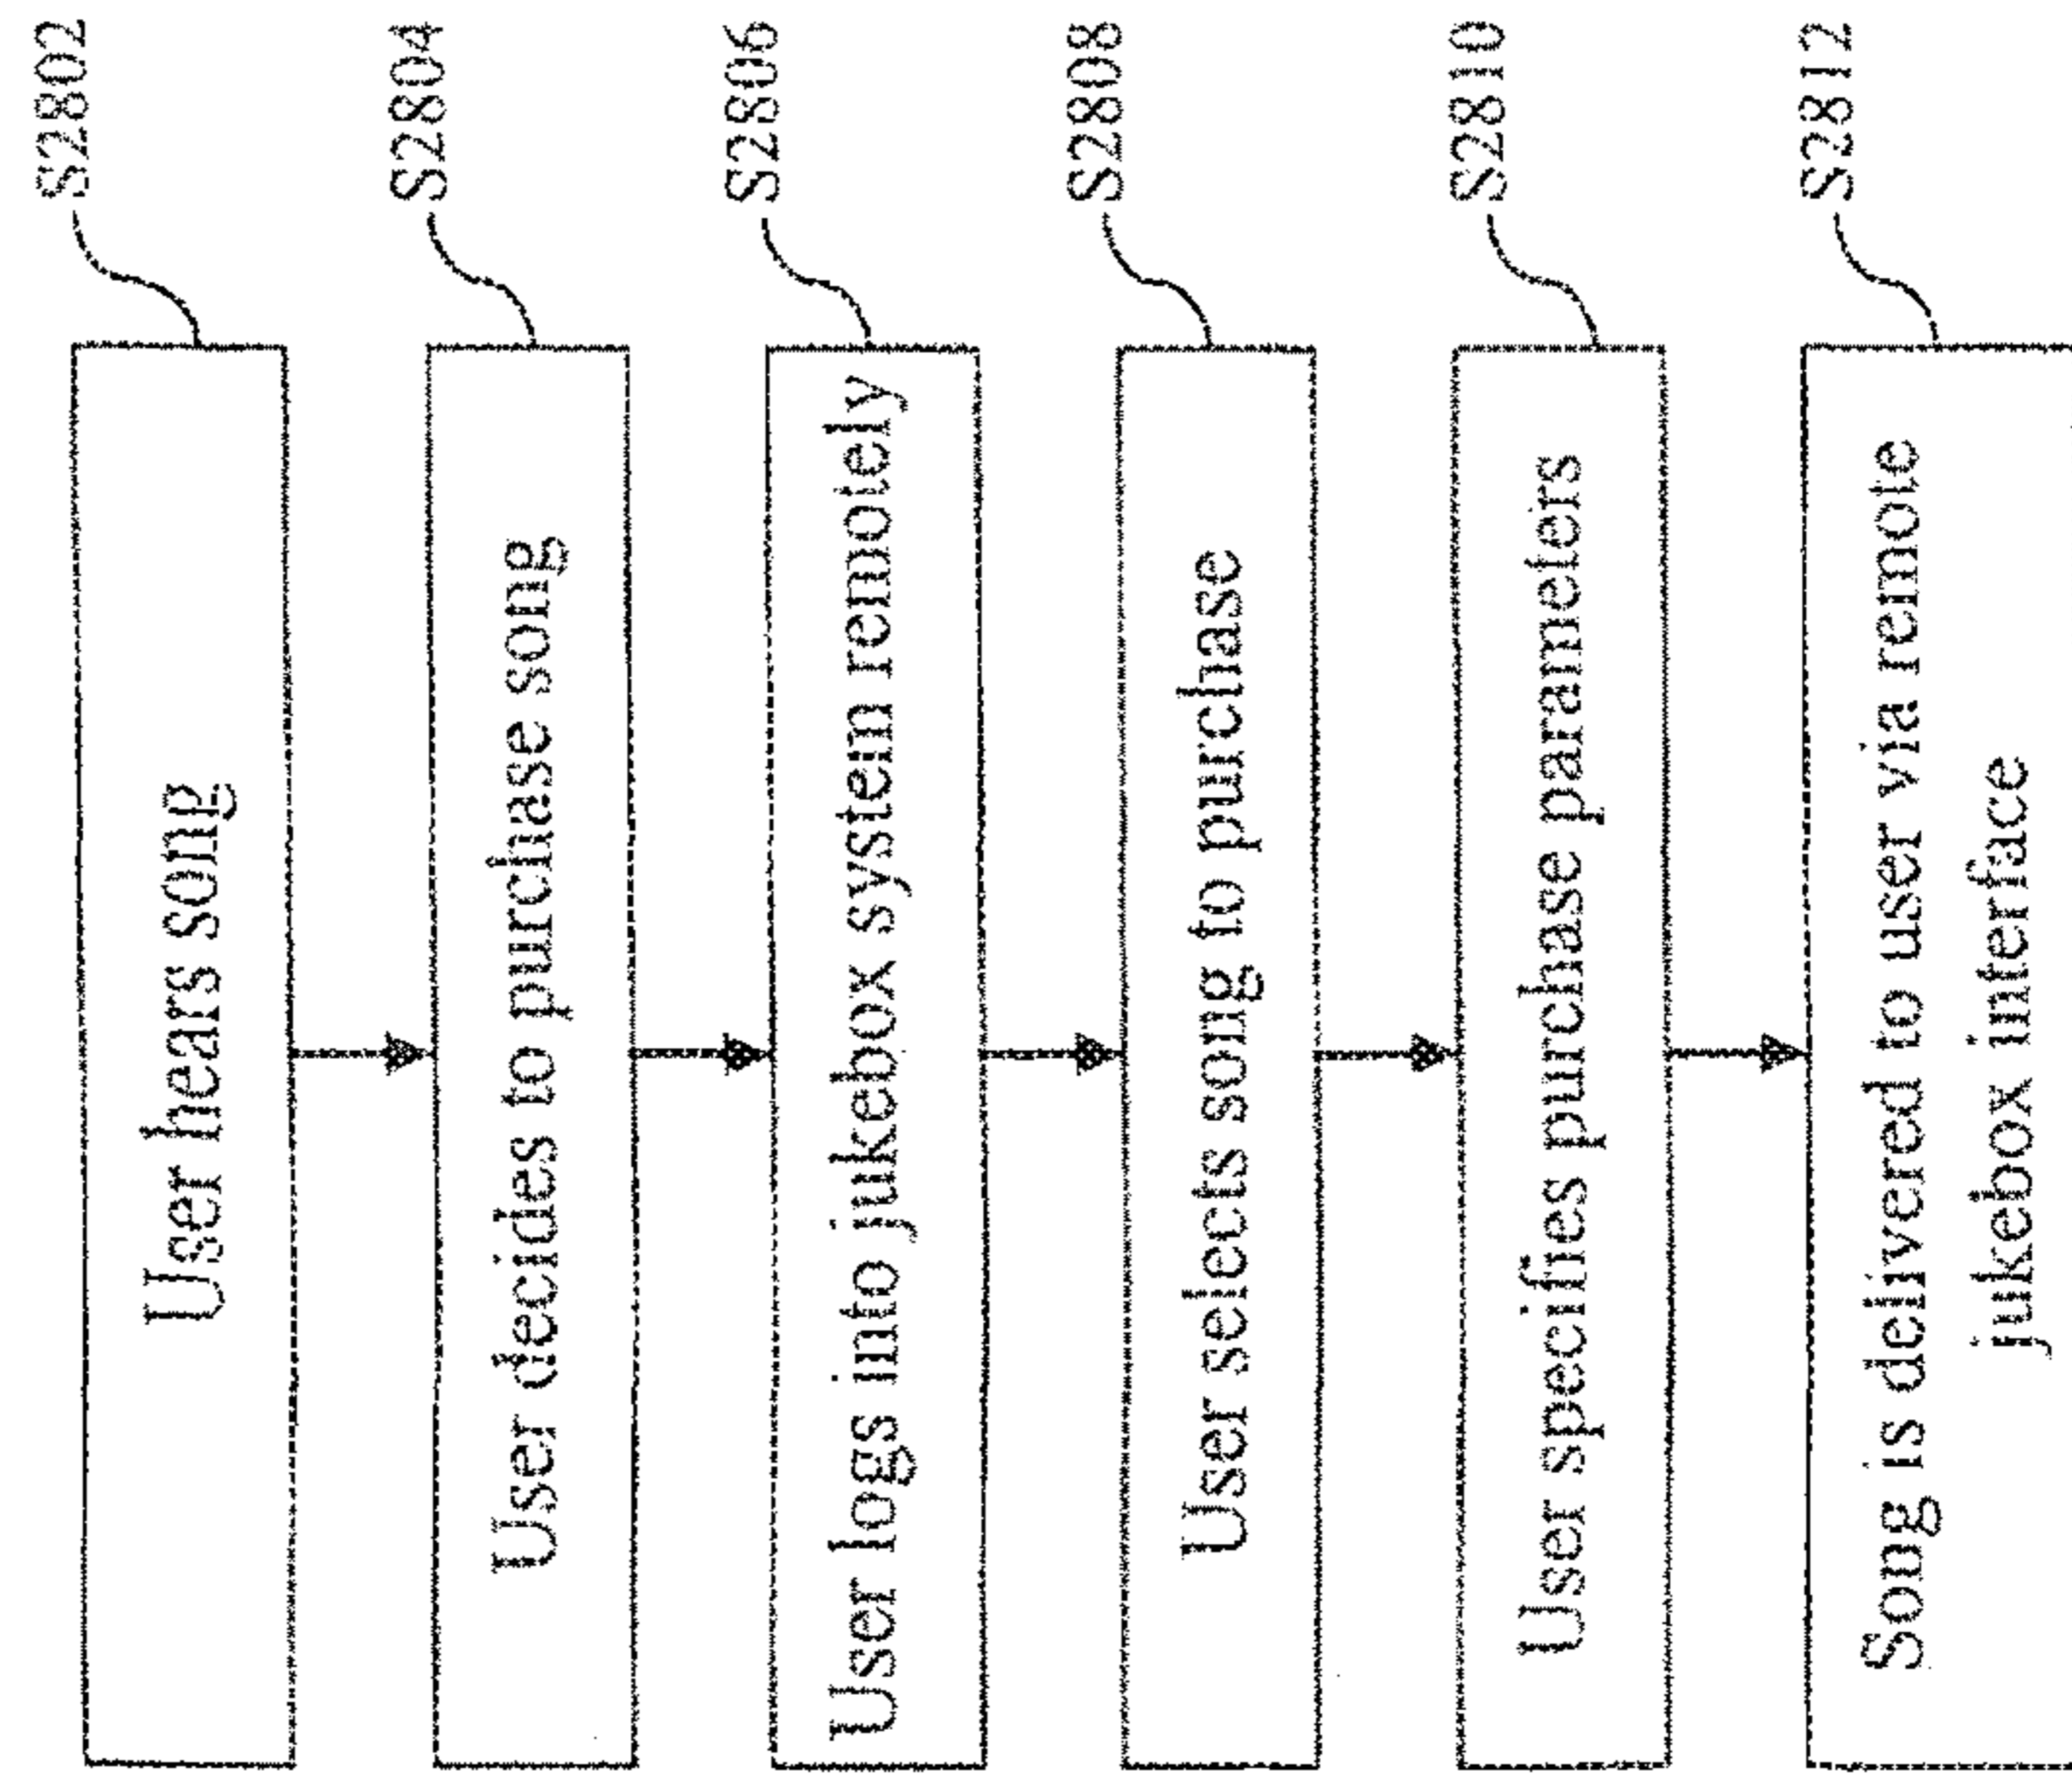 User hears song
S2802
User decides to purchase song
S2804
User logs into jukebox system remotely
S2806
User selects song to purchase
S2808
User specifies purchase parameters
S2810
Song is delivered to user via remote
jukebox interface
S2812